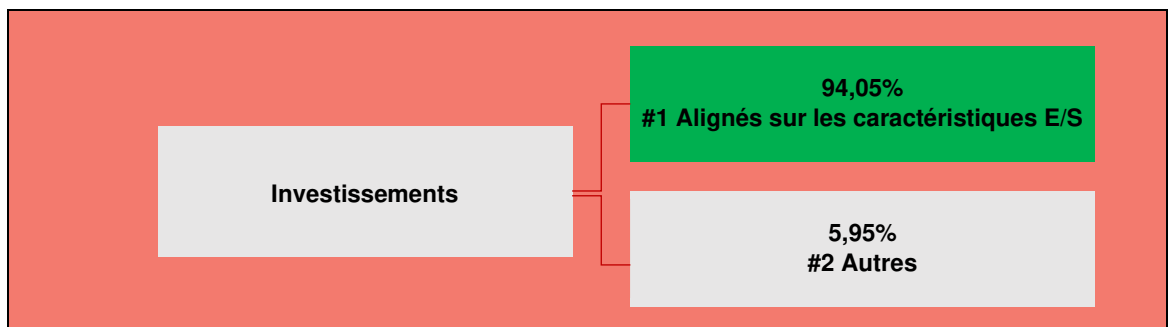 Investissements
94,05%
#1 Alignés sur les caractéristiques E/S
5,95%
#2 Autres